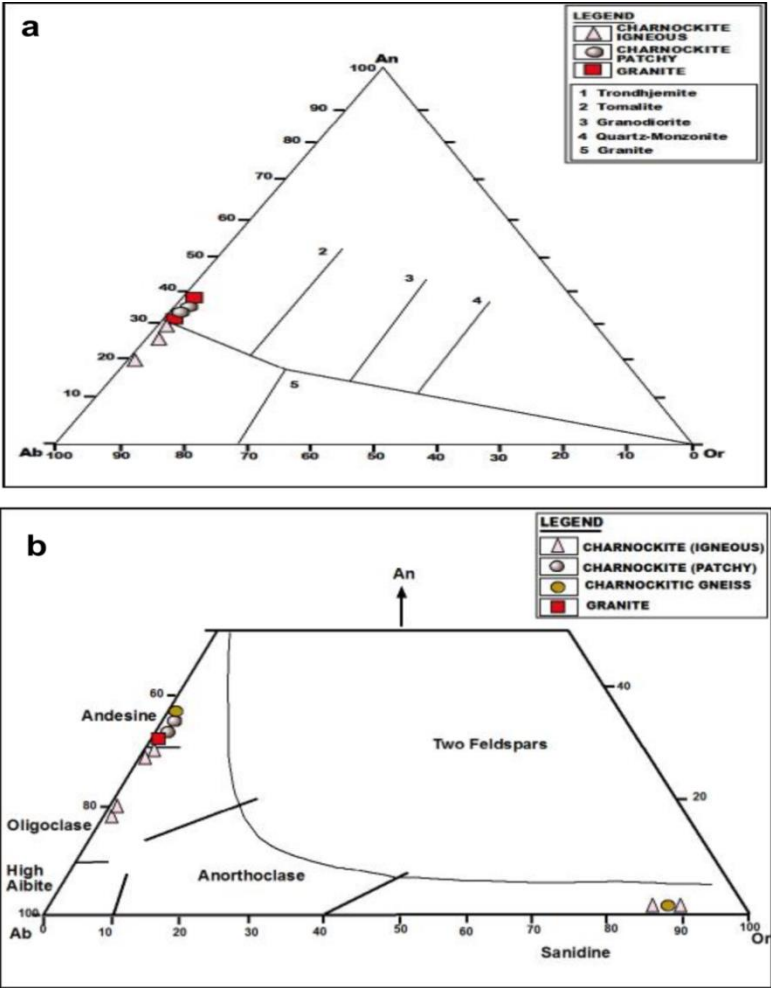 a
LEGEND
CHARNOCKITE
IGNEOUS
CHARNOCKITE
PATCHY
GRANITE
1 Trondhjemite
2 Tomalite
3 Granodiorite
4 Quartz-Monzonite
5 Granite
An
100
90
80
70
60
50
40
30
20
10
2
3
4
5
Ab 100 90 80 70 60 50 40 30 20 10 0 Or
b
LEGEND
CHARNOCKITE (IGNEOUS)
CHARNOCKITE (PATCHY)
CHARNOCKITIC GNEISS
GRANITE
An
60
40
Andesine
Two Feldspars
80
20
Oligoclase
High
Aibite
Anorthoclase
100
Ab 0 10 20 30 40 50 60 70 80 90 100 Or
Sanidine